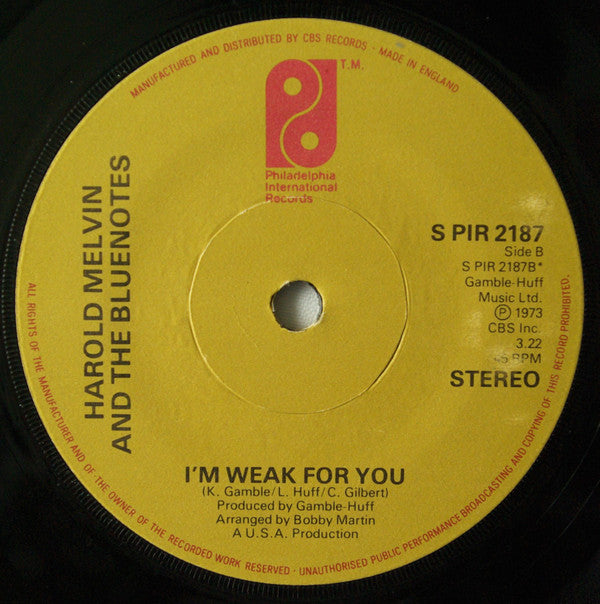 MANUFACTURED AND DISTRIBUTED BY CBS RECORDS · MADE IN ENGLAND
T.M.
Philadelphia
International
Records
HAROLD MELVIN
AND THE BLUENOTES
S PIR 2187
Side B
S PIR 2187B*
Gamble-Huff
Music Ltd.
Ⓟ 1973
CBS Inc.
3.22
45 RPM
STEREO
I'M WEAK FOR YOU
(K. Gamble/L. Huff/C. Gilbert)
Produced by Gamble-Huff
Arranged by Bobby Martin
A U.S.A. Production
ALL RIGHTS OF THE MANUFACTURER AND OF THE OWNER OF THE RECORDED WORK RESERVED · UNAUTHORISED PUBLIC PERFORMANCE BROADCASTING AND COPYING OF THIS RECORD PROHIBITED.